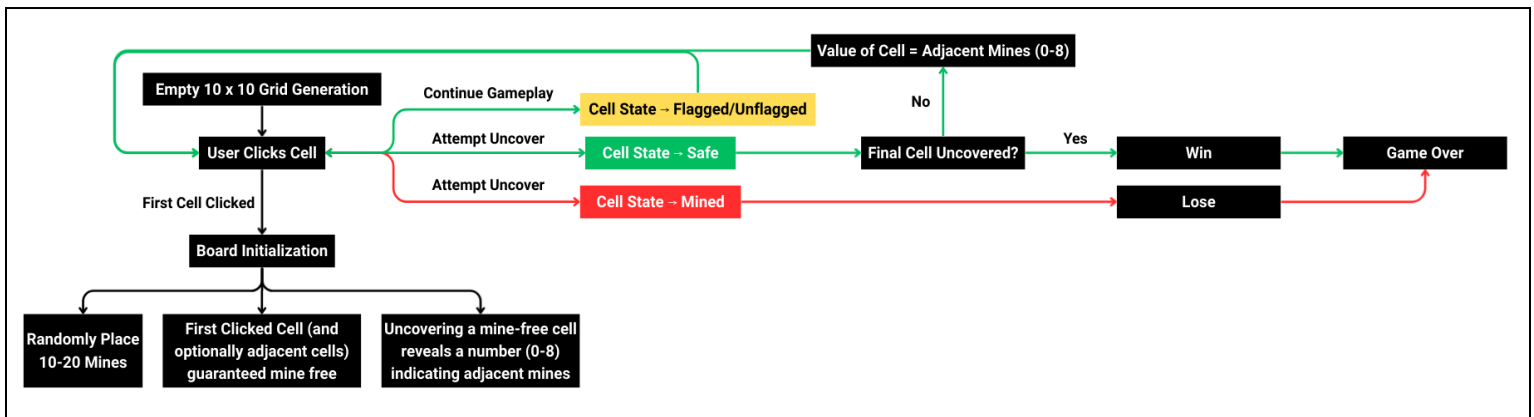 Value of Cell = Adjacent Mines (0-8)
Empty 10 x 10 Grid Generation
Continue Gameplay
Cell State → Flagged/Unflagged
No
User Clicks Cell
Attempt Uncover
Cell State → Safe
Final Cell Uncovered?
Yes
Win
Game Over
Attempt Uncover
Cell State → Mined
Lose
First Cell Clicked
Board Initialization
Randomly Place
10-20 Mines
First Clicked Cell (and
optionally adjacent cells)
guaranteed mine free
Uncovering a mine-free cell
reveals a number (0-8)
indicating adjacent mines